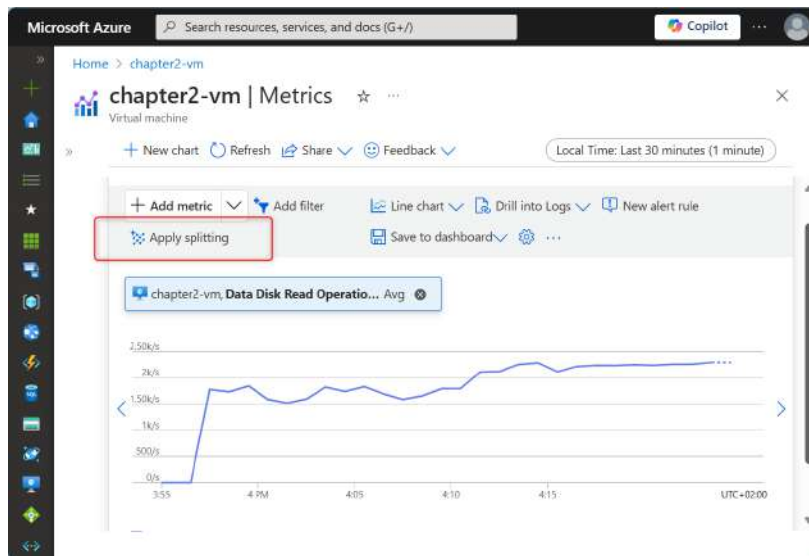 Microsoft Azure
Search resources, services, and docs (G+/)
Copilot
Home > chapter2-vm
chapter2-vm | Metrics
Virtual machine
New chart Refresh Share Feedback Local Time: Last 30 minutes (1 minute)
Add metric Add filter Line chart Drill into Logs New alert rule
Apply splitting Save to dashboard
chapter2-vm, Data Disk Read Operatio... Avg
2.50k/s
2k/s
1.50k/s
1k/s
500/s
0/s
3:55 4 PM 4:05 4:10 4:15 UTC+02:00